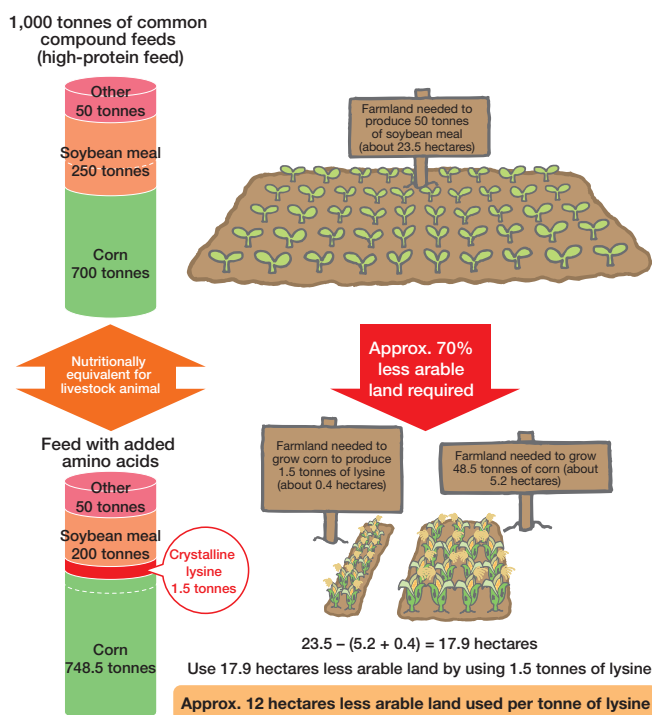 1,000 tonnes of common
compound feeds
(high-protein feed)
Other
50 tonnes
Soybean meal
250 tonnes
Corn
700 tonnes
Farmland needed to
produce 50 tonnes
of soybean meal
(about 23.5 hectares)
Nutritionally
equivalent for
livestock animal
Approx. 70%
less arable
land required
Feed with added
amino acids
Other
50 tonnes
Soybean meal
200 tonnes
Crystalline
lysine
1.5 tonnes
Corn
748.5 tonnes
Farmland needed to
grow corn to produce
1.5 tonnes of lysine
(about 0.4 hectares)
Farmland needed to grow
48.5 tonnes of corn (about
5.2 hectares)
23.5 – (5.2 + 0.4) = 17.9 hectares
Use 17.9 hectares less arable land by using 1.5 tonnes of lysine
Approx. 12 hectares less arable land used per tonne of lysine